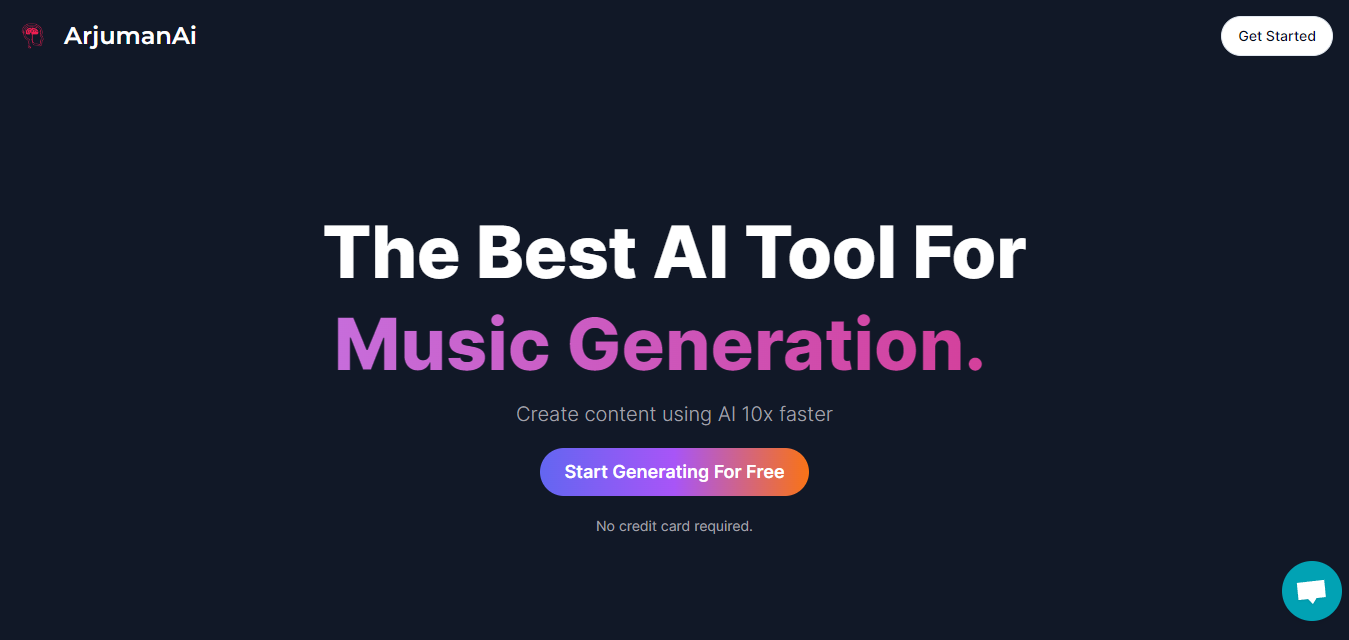 ArjumanAi
Get Started
The Best AI Tool For
Music Generation.
Create content using AI 10x faster
Start Generating For Free
No credit card required.